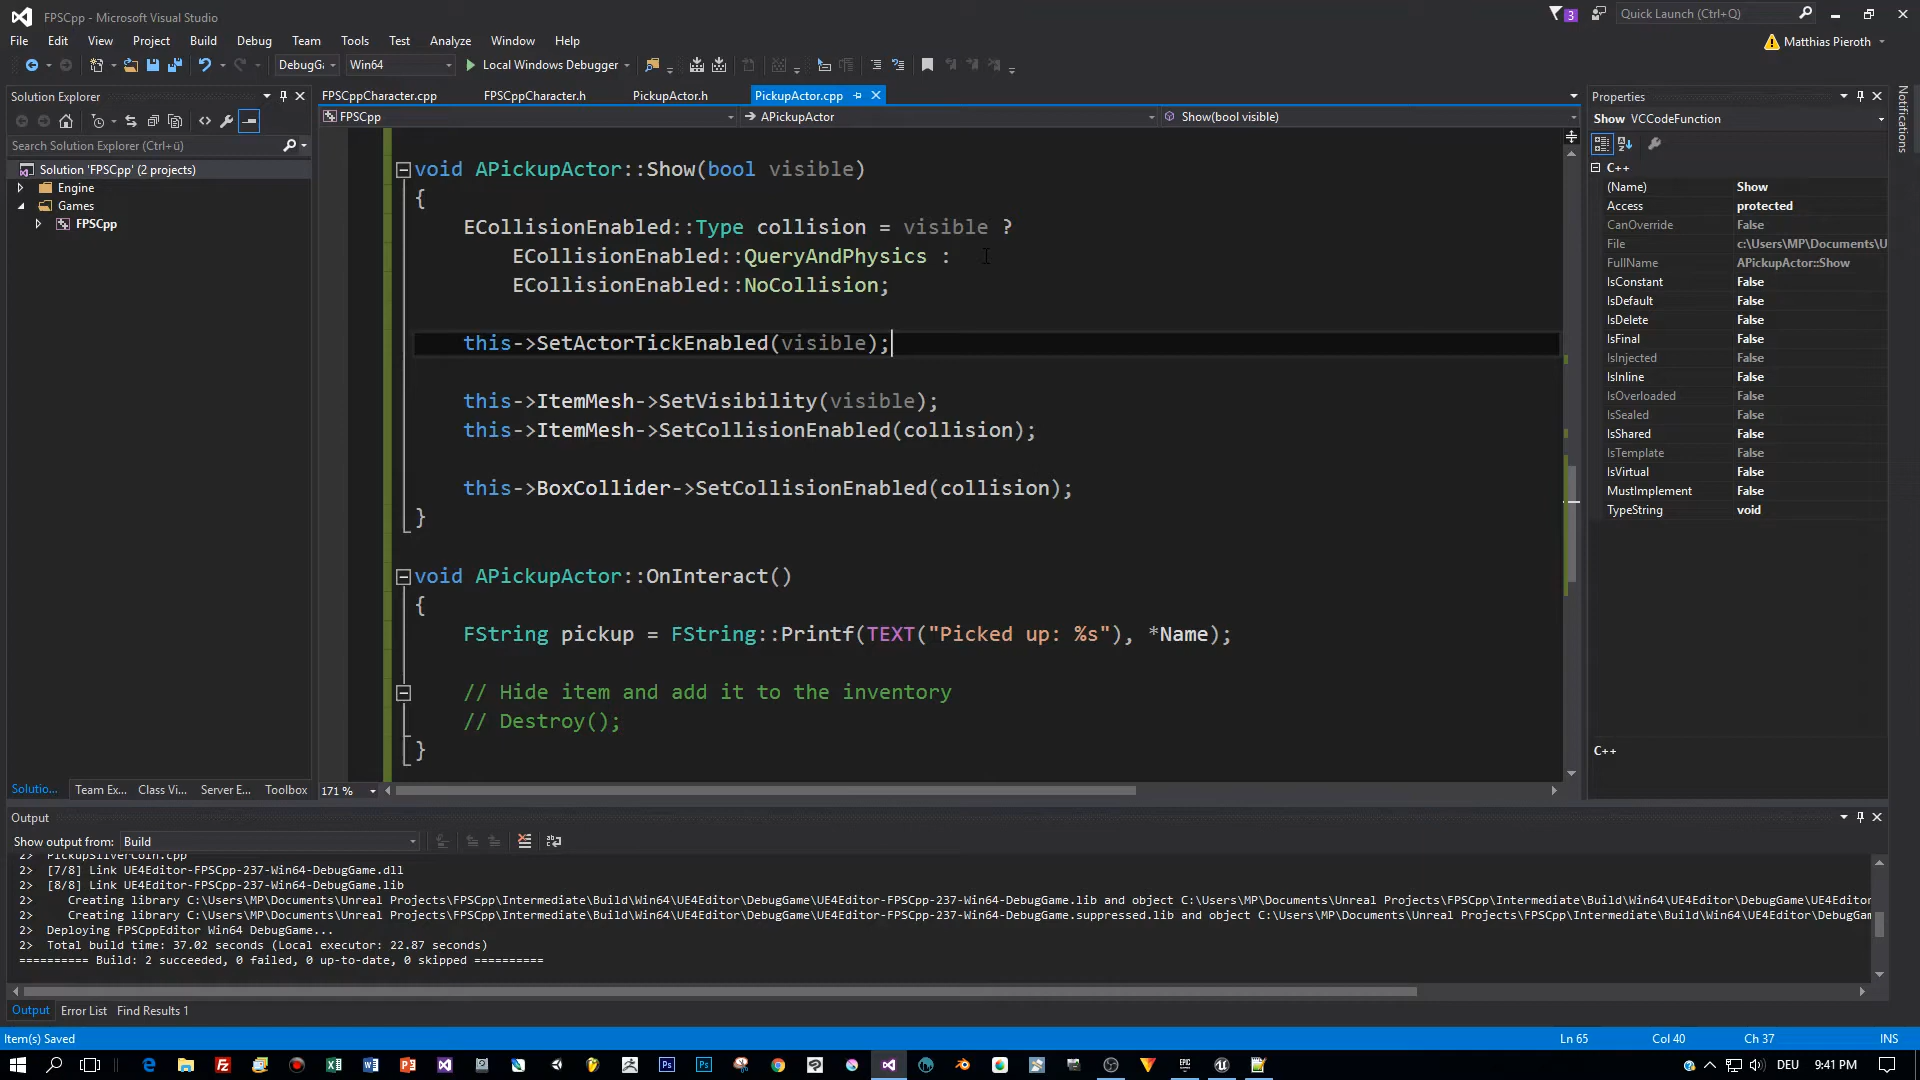 FPSCpp - Microsoft Visual Studio
3
Quick Launch (Ctrl+Q)
File Edit View Project Build Debug Team Tools Test Analyze Window Help
Matthias Pieroth
DebugG Win64 Local Windows Debugger
Solution Explorer
Search Solution Explorer (Ctrl+ü)
Solution 'FPSCpp' (2 projects)
Engine
Games
FPSCpp
Soluti... Team Ex... Class Vi... Server E... Toolbox
FPSCppCharacter.cpp FPSCppCharacter.h PickupActor.h PickupActor.cpp
FPSCpp APickupActor Show(bool visible)
void APickupActor::Show(bool visible)
{
ECollisionEnabled::Type collision = visible ?
ECollisionEnabled::QueryAndPhysics :
ECollisionEnabled::NoCollision;
this->SetActorTickEnabled(visible);
this->ItemMesh->SetVisibility(visible);
this->ItemMesh->SetCollisionEnabled(collision);
this->BoxCollider->SetCollisionEnabled(collision);
}
void APickupActor::OnInteract()
{
FString pickup = FString::Printf(TEXT("Picked up: %s"), *Name);
// Hide item and add it to the inventory
// Destroy();
}
171 %
Properties
Show VCCodeFunction
C++
(Name) Show
Access protected
CanOverride False
File c:\Users\MP\Documents\U
FullName APickupActor::Show
IsConstant False
IsDefault False
IsDelete False
IsFinal False
IsInjected False
IsInline False
IsOverloaded False
IsSealed False
IsShared False
IsTemplate False
IsVirtual False
MustImplement False
TypeString void
C++
Notifications
Output
Show output from: Build
2> PickupSilverCoin.cpp
2> [7/8] Link UE4Editor-FPSCpp-237-Win64-DebugGame.dll
2> [8/8] Link UE4Editor-FPSCpp-237-Win64-DebugGame.lib
2> Creating library C:\Users\MP\Documents\Unreal Projects\FPSCpp\Intermediate\Build\Win64\UE4Editor\DebugGame\UE4Editor-FPSCpp-237-Win64-DebugGame.lib and object C:\Users\MP\Documents\Unreal Projects\FPSCpp\Intermediate\Build\Win64\UE4Editor\DebugGame\UE4Editor
2> Creating library C:\Users\MP\Documents\Unreal Projects\FPSCpp\Intermediate\Build\Win64\UE4Editor\DebugGame\UE4Editor-FPSCpp-237-Win64-DebugGame.suppressed.lib and object C:\Users\MP\Documents\Unreal Projects\FPSCpp\Intermediate\Build\Win64\UE4Editor\DebugGam
2> Deploying FPSCppEditor Win64 DebugGame...
2> Total build time: 37.02 seconds (Local executor: 22.87 seconds)
========== Build: 2 succeeded, 0 failed, 0 up-to-date, 0 skipped ==========
Output Error List Find Results 1
Item(s) Saved Ln 65 Col 40 Ch 37 INS
DEU 9:41 PM